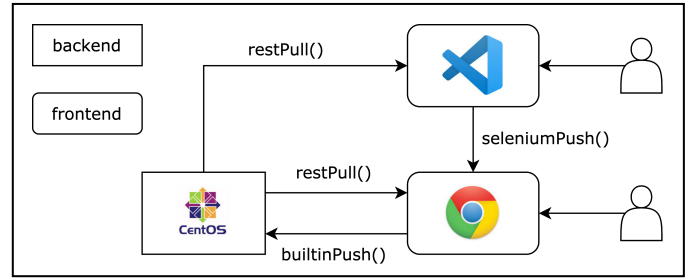 backend
restPull()
frontend
seleniumPush()
restPull()
CentOS
builtinPush()